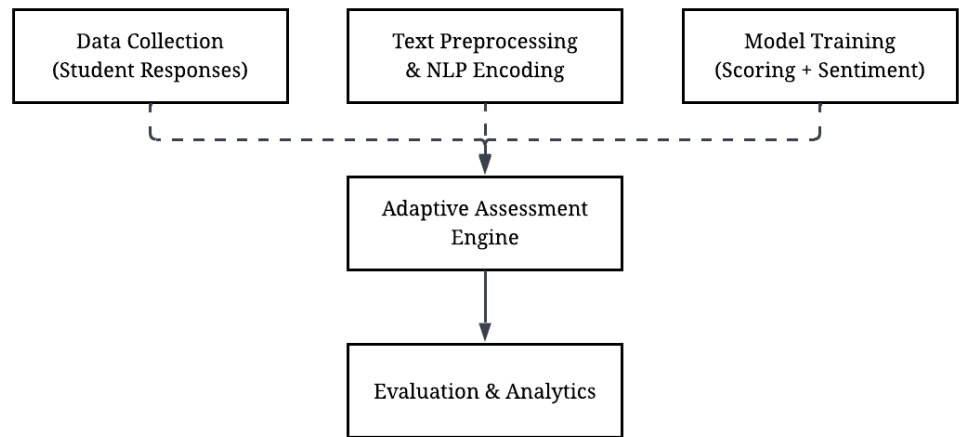 Data Collection
(Student Responses)
Text Preprocessing
& NLP Encoding
Model Training
(Scoring + Sentiment)
Adaptive Assessment
Engine
Evaluation & Analytics